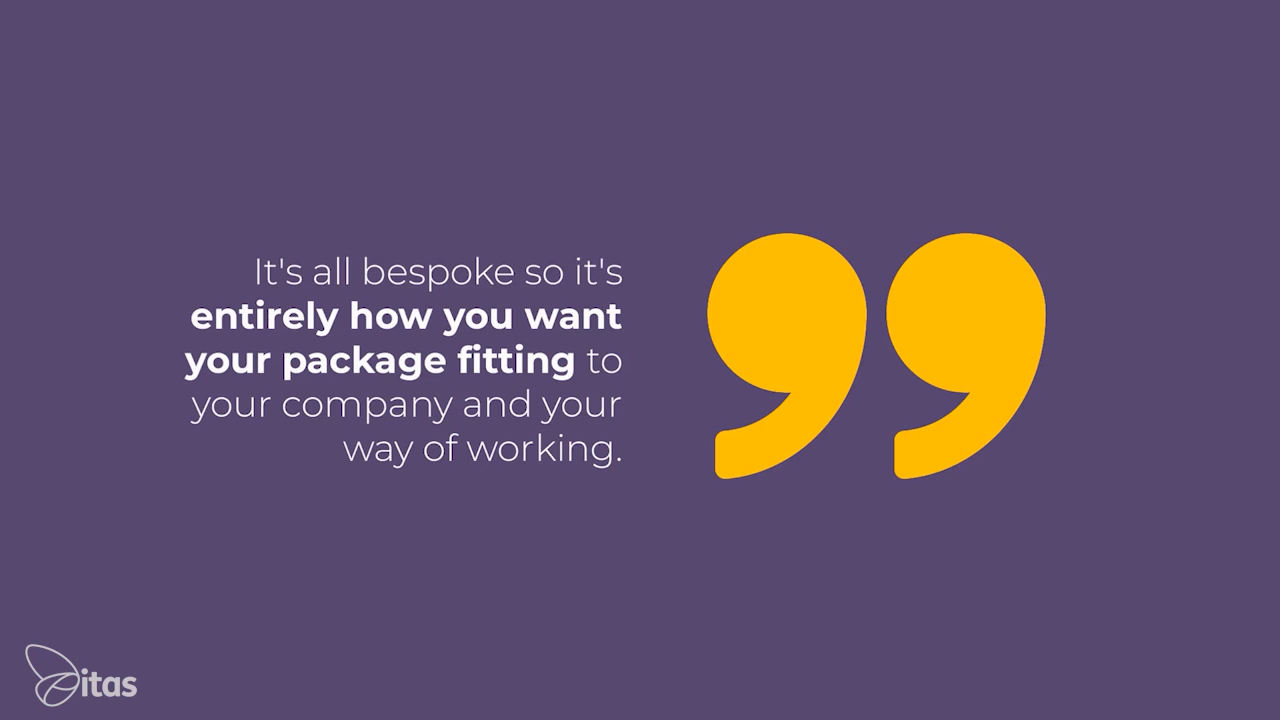 It's all bespoke so it's
entirely how you want
your package fitting to
your company and your
way of working.
itas